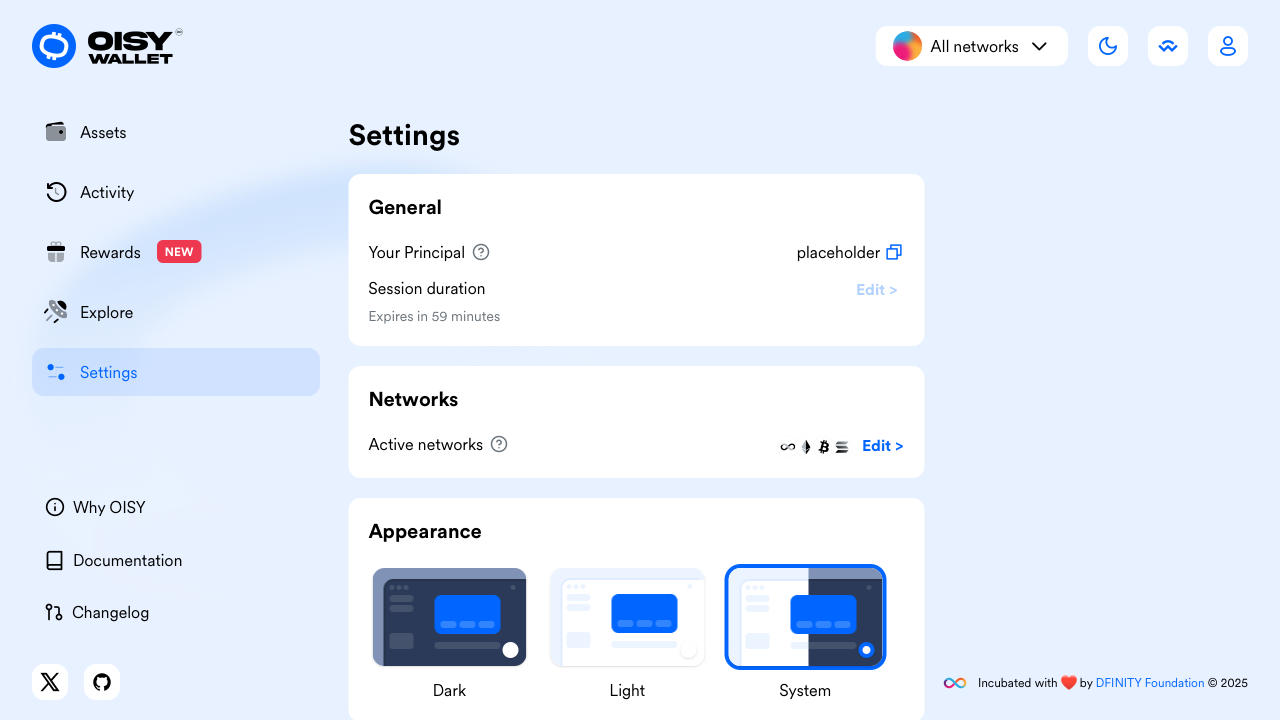 OISY
WALLET
All networks
Assets
Activity
Rewards NEW
Explore
Settings
Why OISY
Documentation
Changelog
Settings
General
Your Principal placeholder
Session duration Edit >
Expires in 59 minutes
Networks
Active networks Edit >
Appearance
Dark Light System
Incubated with ❤️ by DFINITY Foundation © 2025